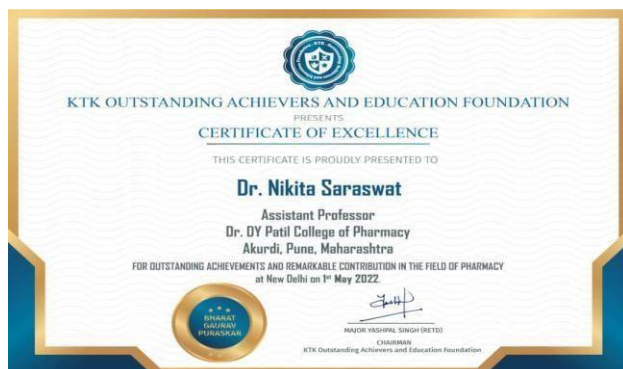 KTK OUTSTANDING ACHIEVERS AND EDUCATION FOUNDATION
PRESENTS
CERTIFICATE OF EXCELLENCE
THIS CERTIFICATE IS PROUDLY PRESENTED TO
Dr. Nikita Saraswat
Assistant Professor
Dr. DY Patil College of Pharmacy
Akurdi, Pune, Maharashtra
FOR OUTSTANDING ACHIEVEMENTS AND REMARKABLE CONTRIBUTION IN THE FIELD OF PHARMACY
at New Delhi on 1st May 2022.
BHARAT
GAURAV
PURASKAR
MAJOR YASHPAL SINGH (RETD)
CHAIRMAN
KTK Outstanding Achievers and Education Foundation